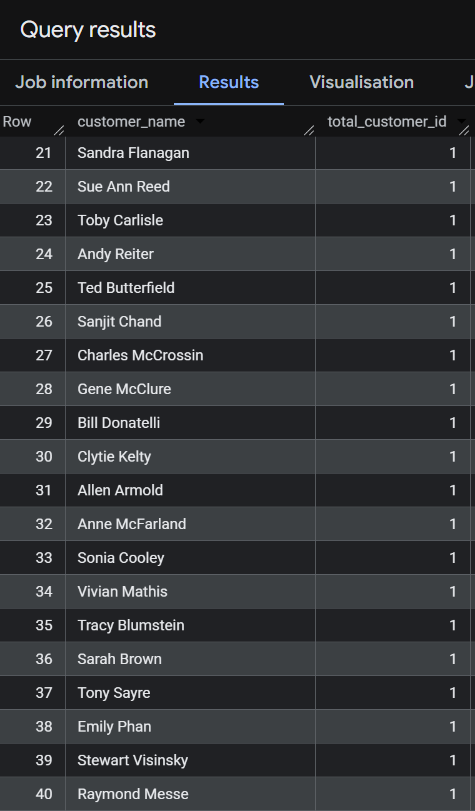 Query results
Job information Results Visualisation J
Row customer_name total_customer_id
21 Sandra Flanagan 1
22 Sue Ann Reed 1
23 Toby Carlisle 1
24 Andy Reiter 1
25 Ted Butterfield 1
26 Sanjit Chand 1
27 Charles McCrossin 1
28 Gene McClure 1
29 Bill Donatelli 1
30 Clytie Kelty 1
31 Allen Armold 1
32 Anne McFarland 1
33 Sonia Cooley 1
34 Vivian Mathis 1
35 Tracy Blumstein 1
36 Sarah Brown 1
37 Tony Sayre 1
38 Emily Phan 1
39 Stewart Visinsky 1
40 Raymond Messe 1